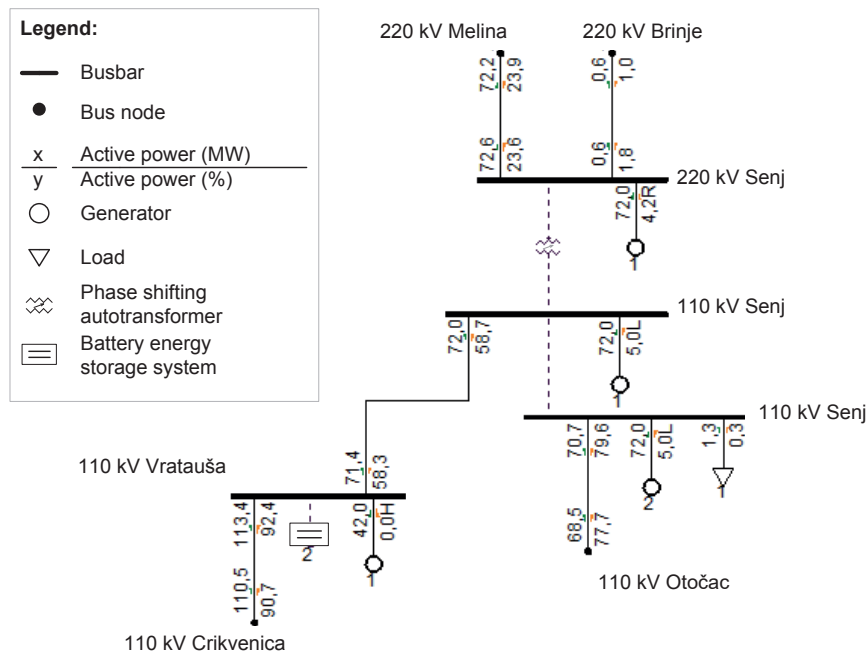 Legend:
Busbar
Bus node
x Active power (MW)
y Active power (%)
Generator
Load
Phase shifting
autotransformer
Battery energy
storage system
220 kV Melina
220 kV Brinje
72,2
23,9
0,6
1,0
72,6
23,6
0,6
1,8
220 kV Senj
72,0
4,2R
1
110 kV Senj
72,0
58,7
72,0
5,0L
1
110 kV Senj
70,7
79,6
72,0
5,0L
1,3
0,3
2
1
68,5
77,7
110 kV Otočac
110 kV Vratauša
71,4
58,3
113,4
92,4
2
42,0
0,0H
1
110,5
90,7
110 kV Crikvenica